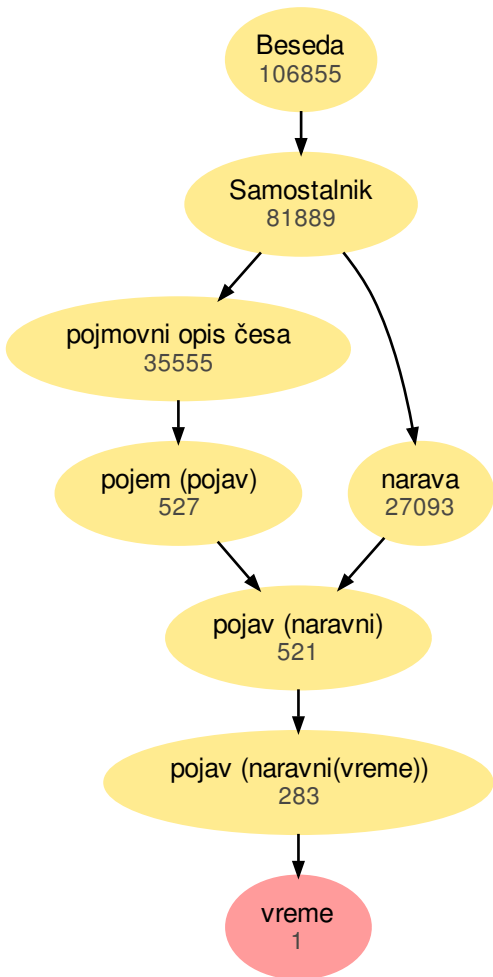 Beseda
106855
Samostalnik
81889
pojmovni opis česa
35555
pojem (pojav)
527
narava
27093
pojav (naravni)
521
pojav (naravni(vreme))
283
vreme
1